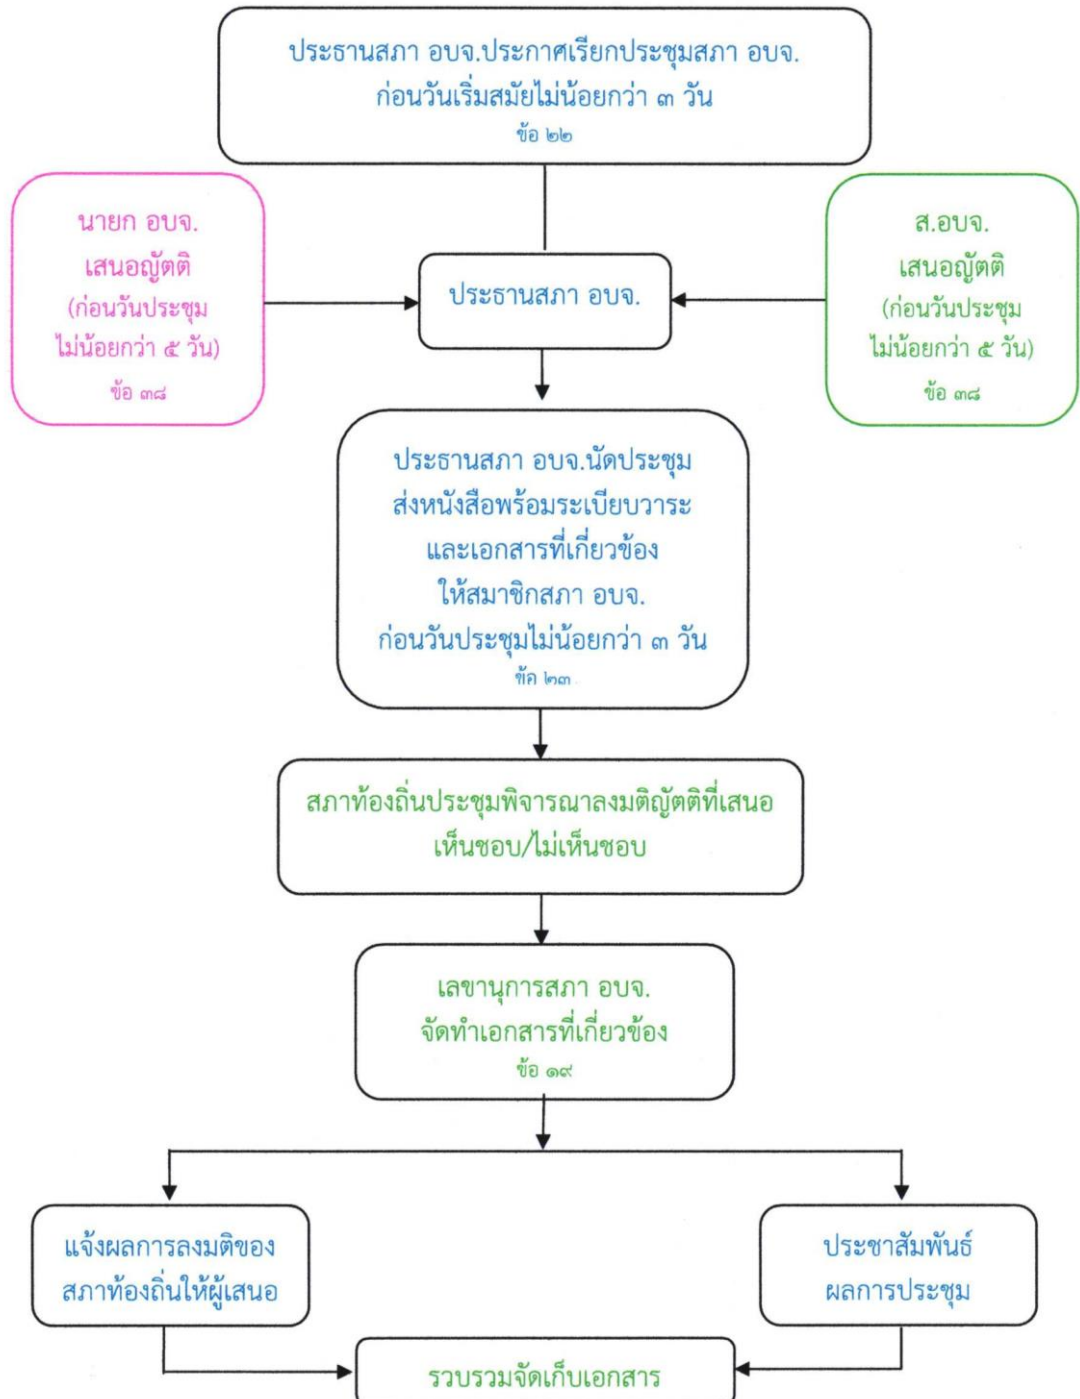 ประธานสภา อบจ.ประกาศเรียกประชุมสภา อบจ.
ก่อนวันเริ่มสมัยไม่น้อยกว่า ๓ วัน
ข้อ ๒๒
นายก อบจ.
เสนอญัตติ
(ก่อนวันประชุม
ไม่น้อยกว่า ๕ วัน)
ข้อ ๓๘
ประธานสภา อบจ.
ส.อบจ.
เสนอญัตติ
(ก่อนวันประชุม
ไม่น้อยกว่า ๕ วัน)
ข้อ ๓๘
ประธานสภา อบจ.นัดประชุม
ส่งหนังสือพร้อมระเบียบวาระ
และเอกสารที่เกี่ยวข้อง
ให้สมาชิกสภา อบจ.
ก่อนวันประชุมไม่น้อยกว่า ๓ วัน
ข้อ ๒๓
สภาท้องถิ่นประชุมพิจารณาลงมติญัตติที่เสนอ
เห็นชอบ/ไม่เห็นชอบ
เลขานุการสภา อบจ.
จัดทำเอกสารที่เกี่ยวข้อง
ข้อ ๑๙
แจ้งผลการลงมติของ
สภาท้องถิ่นให้ผู้เสนอ
ประชาสัมพันธ์
ผลการประชุม
รวบรวมจัดเก็บเอกสาร